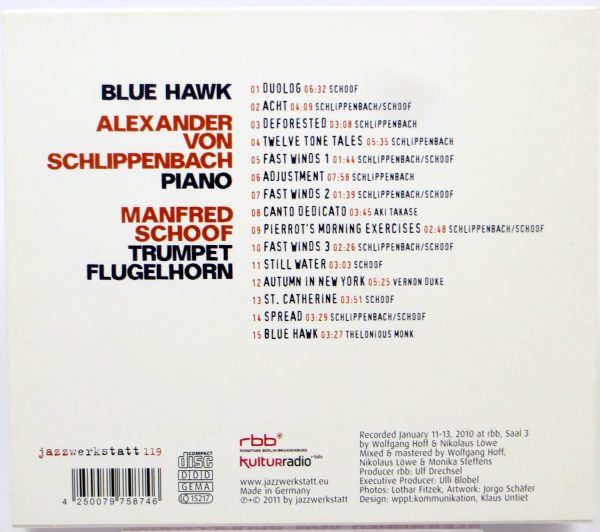 BLUE HAWK
ALEXANDER
VON
SCHLIPPENBACH
PIANO
MANFRED
SCHOOF
TRUMPET
FLUGELHORN
01 DUOLOG 06:32 SCHOOF
02 ACHT 04:09 SCHLIPPENBACH/SCHOOF
03 DEFORESTED 03:08 SCHLIPPENBACH
04 TWELVE TONE TALES 05:35 SCHLIPPENBACH
05 FAST WINDS 1 01:44 SCHLIPPENBACH/SCHOOF
06 ADJUSTMENT 07:58 SCHLIPPENBACH
07 FAST WINDS 2 01:39 SCHLIPPENBACH/SCHOOF
08 CANTO DEDICATO 03:45 AKI TAKASE
09 PIERROT'S MORNING EXERCISES 02:48 SCHLIPPENBACH/SCHOOF
10 FAST WINDS 3 02:26 SCHLIPPENBACH/SCHOOF
11 STILL WATER 03:03 SCHOOF
12 AUTUMN IN NEW YORK 05:25 VERNON DUKE
13 ST. CATHERINE 03:51 SCHOOF
14 SPREAD 03:29 SCHLIPPENBACH/SCHOOF
15 BLUE HAWK 03:27 THELONIOUS MONK
jazzwerkstatt 119
4 250079 758746
COMPACT
disc
DDD
GEMA
LC 15217
rbb
RUNDFUNK BERLIN-BRANDENBURG
kulturradio rbb
www.jazzwerkstatt.eu
Made in Germany
℗+© 2011 by jazzwerkstatt
Recorded January 11-13, 2010 at rbb, Saal 3
by Wolfgang Hoff & Nikolaus Löwe
Mixed & mastered by Wolfgang Hoff,
Nikolaus Löwe & Monika Steffens
Producer rbb: Ulf Drechsel
Executive Producer: Ulli Blobel
Photos: Lothar Fitzek, Artwork: Jorgo Schäfer
Design: wppt:kommunikation, Klaus Untiet